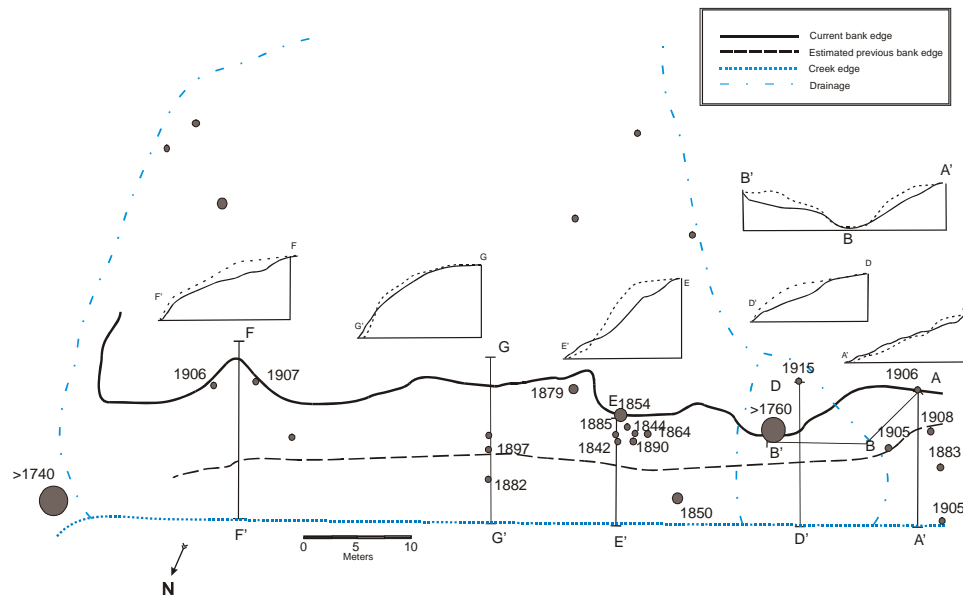 Current bank edge
Estimated previous bank edge
Creek edge
Drainage
B'
A'
B
F
F'
G
G'
E
E'
D
D'
A'
F
G
1906
1907
1879
E
1854
1885
1844
1864
1842
1890
1915
D
>1760
B'
1906
A
1908
1905
B
1883
1897
1882
1850
1905
>1740
F'
G'
E'
D'
A'
0
5
10
Meters
N